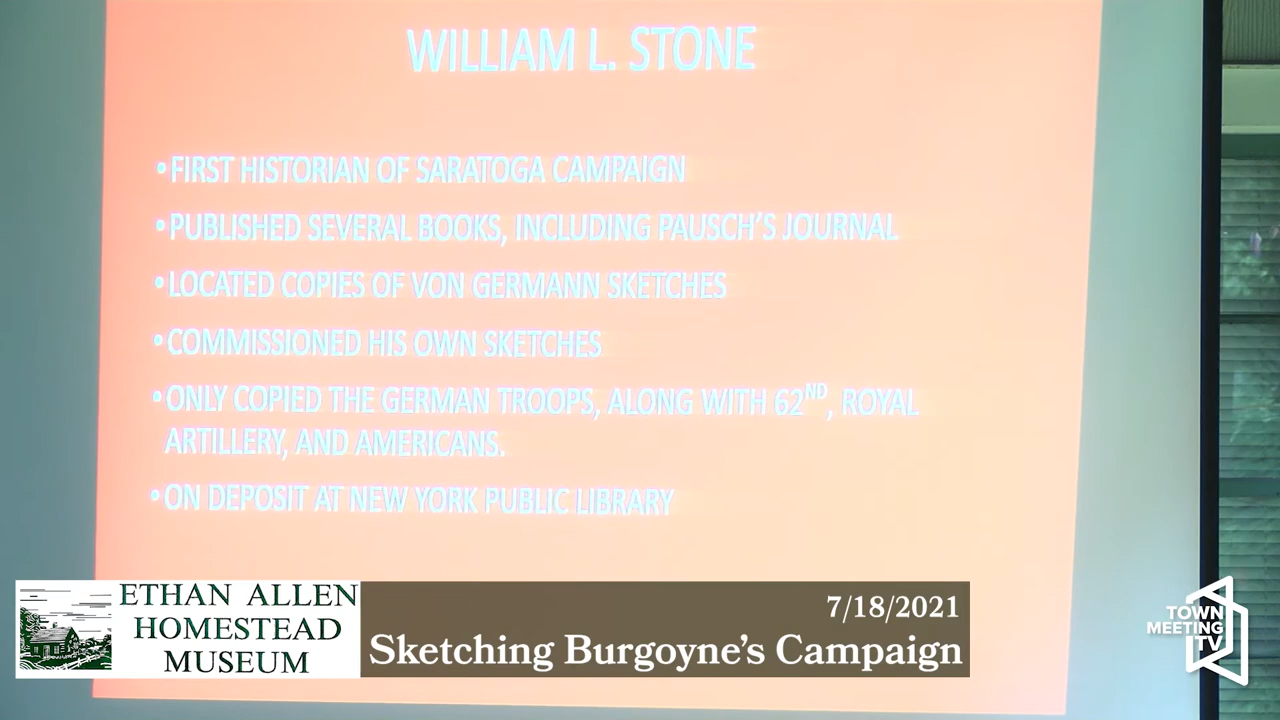 WILLIAM L. STONE
•FIRST HISTORIAN OF SARATOGA CAMPAIGN
•PUBLISHED SEVERAL BOOKS, INCLUDING PAUSCH'S JOURNAL
•LOCATED COPIES OF VON GERMANN SKETCHES
•COMMISSIONED HIS OWN SKETCHES
•ONLY COPIED THE GERMAN TROOPS, ALONG WITH 62ND, ROYAL
ARTILLERY, AND AMERICANS.
•ON DEPOSIT AT NEW YORK PUBLIC LIBRARY
ETHAN ALLEN
HOMESTEAD
MUSEUM
7/18/2021
Sketching Burgoyne's Campaign
TOWN
MEETING
TV